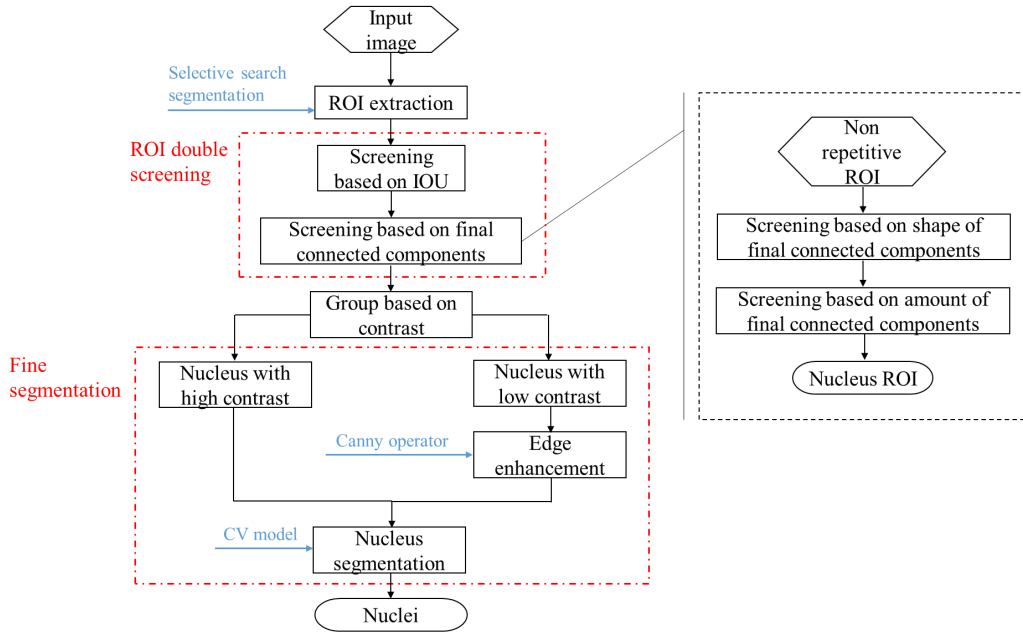 Input
image
Selective search
segmentation
ROI extraction
ROI double
screening
Screening
based on IOU
Screening based on final
connected components
Group based on
contrast
Fine
segmentation
Nucleus with
high contrast
Nucleus with
low contrast
Canny operator
Edge
enhancement
CV model
Nucleus
segmentation
Nuclei
Non
repetitive
ROI
Screening based on shape of
final connected components
Screening based on amount of
final connected components
Nucleus ROI